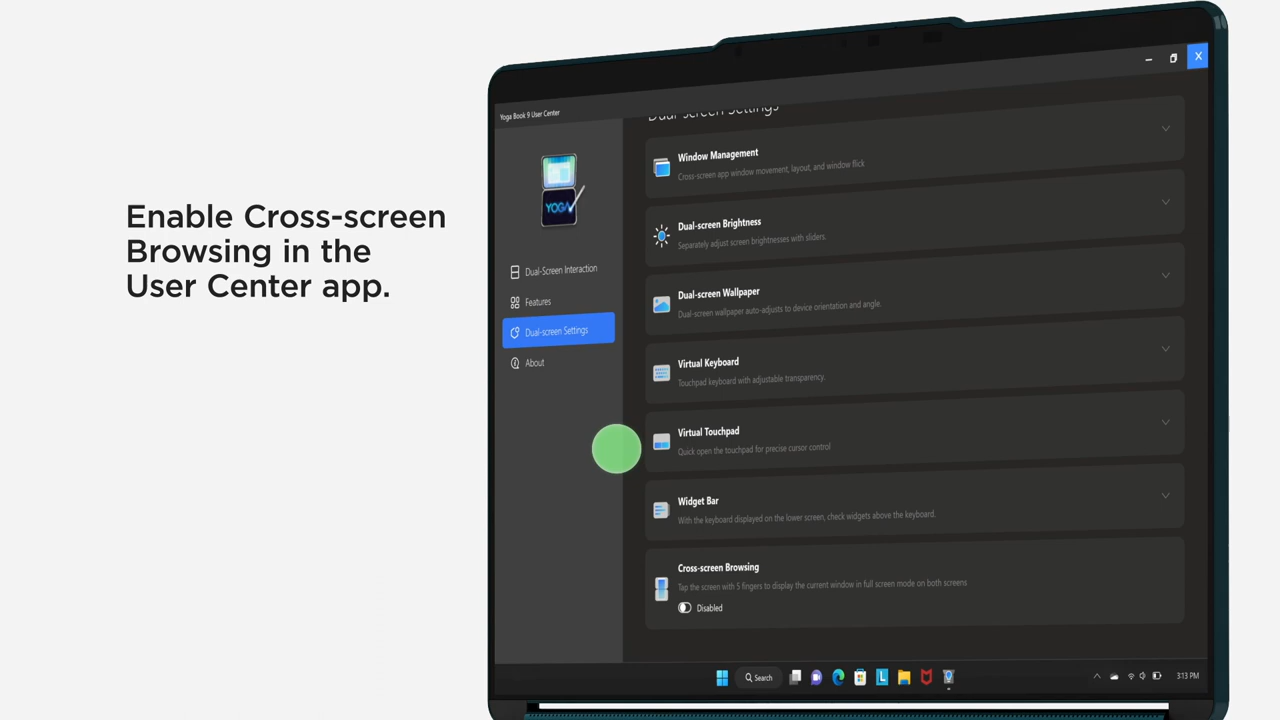 Enable Cross-screen
Browsing in the
User Center app.
Yoga Book 9 User Center
YOGA
Dual-Screen Interaction
Features
Dual-screen Settings
About
Dual-screen Settings
Window Management
Cross-screen app window movement, layout, and window flick
Dual-screen Brightness
Separately adjust screen brightnesses with sliders.
Dual-screen Wallpaper
Dual-screen wallpaper auto-adjusts to device orientation and angle.
Virtual Keyboard
Touchpad keyboard with adjustable transparency.
Virtual Touchpad
Quick open the touchpad for precise cursor control
Widget Bar
With the keyboard displayed on the lower screen, check widgets above the keyboard.
Cross-screen Browsing
Tap the screen with 5 fingers to display the current window in full screen mode on both screens
Disabled
Search
L
3:13 PM